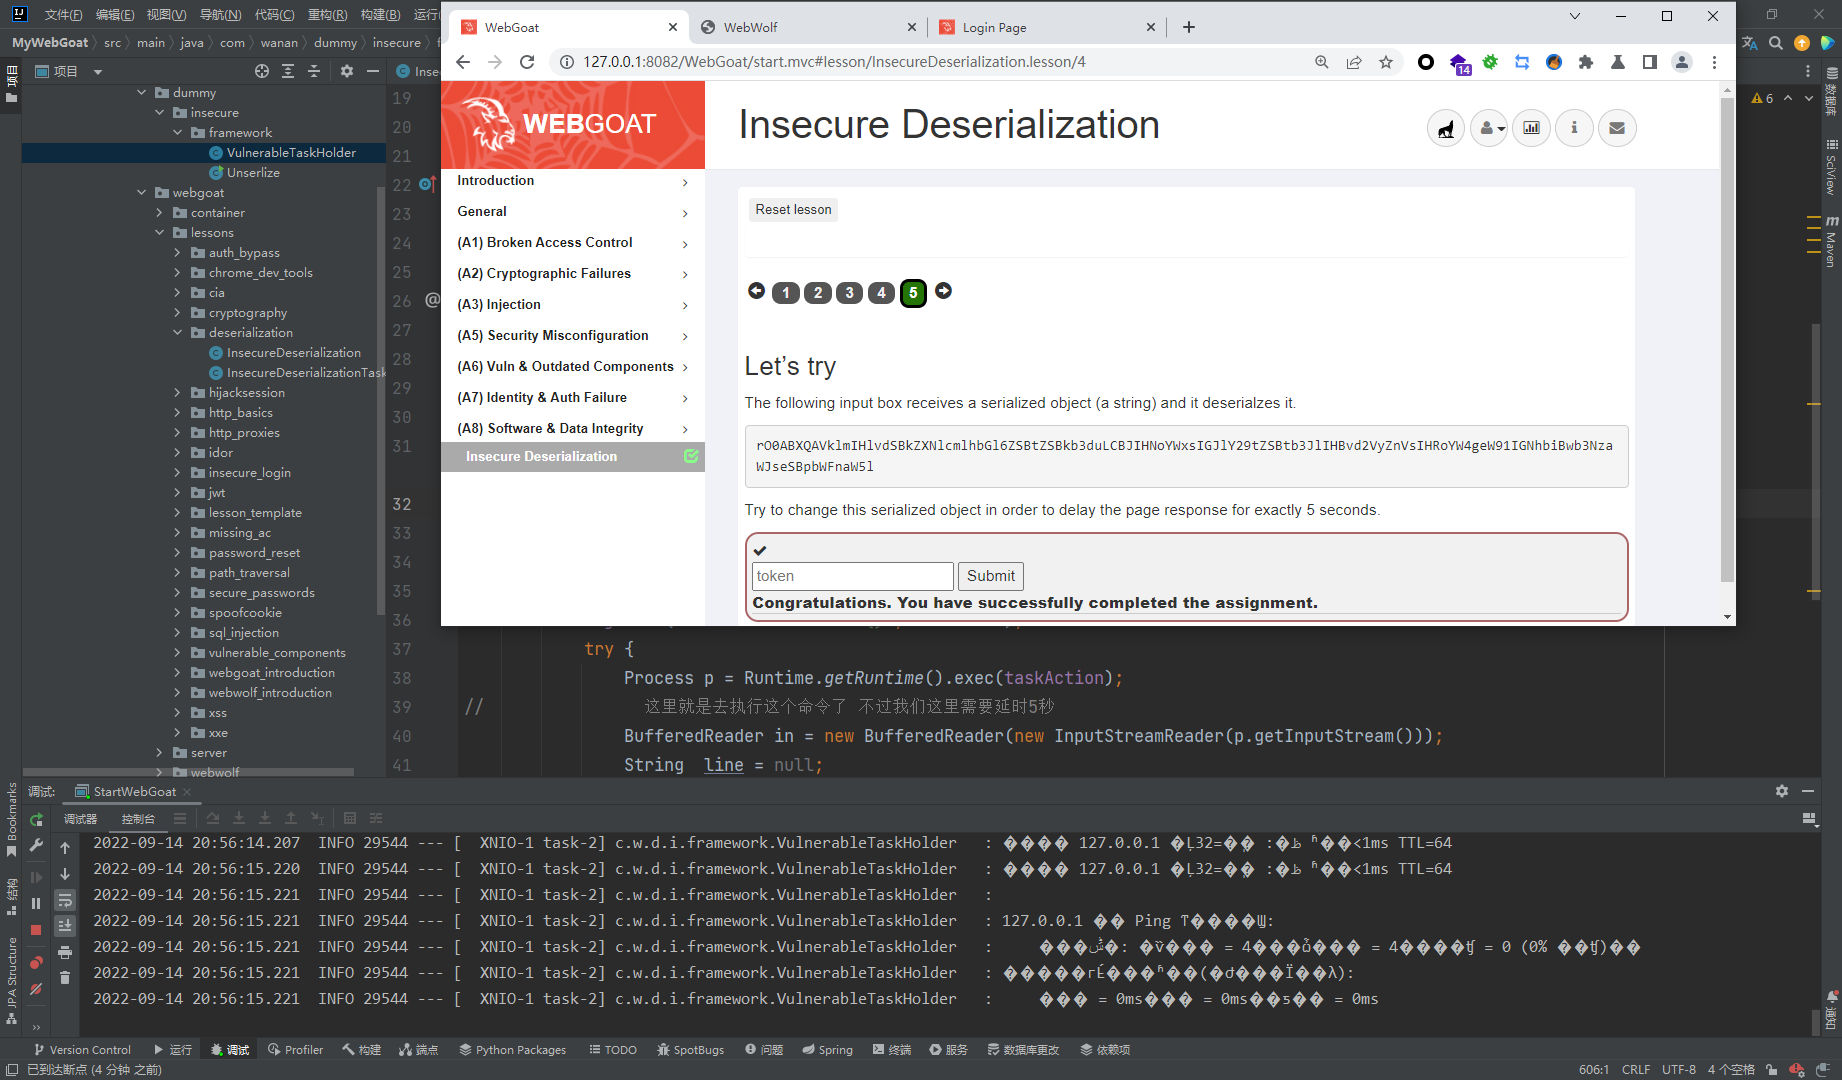 文件(F) 编辑(E) 视图(V) 导航(N) 代码(C) 重构(R) 构建(B) 运行
MyWebGoat src main java com wanan dummy insecure
项目
Inse
6
dummy
insecure
framework
VulnerableTaskHolder
Unserlize
webgoat
container
lessons
auth_bypass
chrome_dev_tools
cia
cryptography
deserialization
InsecureDeserialization
InsecureDeserializationTask
hijacksession
http_basics
http_proxies
idor
insecure_login
jwt
lesson_template
missing_ac
password_reset
path_traversal
secure_passwords
spoofcookie
sql_injection
vulnerable_components
webgoat_introduction
webwolf_introduction
xss
xxe
server
webwolf
项目
Bookmarks
结构
JPA Structure
数据库
SciView
Maven
通知
WebGoat
WebWolf
Login Page
127.0.0.1:8082/WebGoat/start.mvc#lesson/InsecureDeserialization.lesson/4
14
WEBGOAT
Insecure Deserialization
Introduction
General
(A1) Broken Access Control
(A2) Cryptographic Failures
(A3) Injection
(A5) Security Misconfiguration
(A6) Vuln & Outdated Components
(A7) Identity & Auth Failure
(A8) Software & Data Integrity
Insecure Deserialization
Reset lesson
1 2 3 4 5
Let’s try
The following input box receives a serialized object (a string) and it deserialzes it.
rO0ABXQAVklmIHlvdSBkZXNlcmlhbGl6ZSBtZSBkb3duLCBJIHNoYWxsIGJlY29tZSBtb3JlIHBvd2VyZnVsIHRoYW4geW91IGNhbiBwb3Nza
WJseSBpbWFnaW5l
Try to change this serialized object in order to delay the page response for exactly 5 seconds.
token
Submit
Congratulations. You have successfully completed the assignment.
19
20
21
22
23
24
25
26 @
27
28
29
30
31
32
33
34
35
36
37 try {
38 Process p = Runtime.getRuntime().exec(taskAction);
39 // 这里就是去执行这个命令了 不过我们这里需要延时5秒
40 BufferedReader in = new BufferedReader(new InputStreamReader(p.getInputStream()));
41 String line = null;
调试: StartWebGoat
调试器 控制台
2022-09-14 20:56:14.207 INFO 29544 --- [ XNIO-1 task-2] c.w.d.i.framework.VulnerableTaskHolder : ���� 127.0.0.1 �Ļ32=�� :�ظ ʱ��<1ms TTL=64
2022-09-14 20:56:15.220 INFO 29544 --- [ XNIO-1 task-2] c.w.d.i.framework.VulnerableTaskHolder : ���� 127.0.0.1 �Ļ32=�� :�ظ ʱ��<1ms TTL=64
2022-09-14 20:56:15.221 INFO 29544 --- [ XNIO-1 task-2] c.w.d.i.framework.VulnerableTaskHolder :
2022-09-14 20:56:15.221 INFO 29544 --- [ XNIO-1 task-2] c.w.d.i.framework.VulnerableTaskHolder : 127.0.0.1 �� Ping ͳ����Ϣ:
2022-09-14 20:56:15.221 INFO 29544 --- [ XNIO-1 task-2] c.w.d.i.framework.VulnerableTaskHolder : = 4 = 4 = 0 (0%
2022-09-14 20:56:15.221 INFO 29544 --- [ XNIO-1 task-2] c.w.d.i.framework.VulnerableTaskHolder :
2022-09-14 20:56:15.221 INFO 29544 --- [ XNIO-1 task-2] c.w.d.i.framework.VulnerableTaskHolder : ��� = 0ms��� = 0ms��ƽ�� = 0ms
Version Control 运行 调试 Profiler 构建 端点 Python Packages TODO SpotBugs 问题 Spring 终端 服务 数据库更改 依赖项
已到达断点 (4 分钟 之前)
606:1 CRLF UTF-8 4 个空格